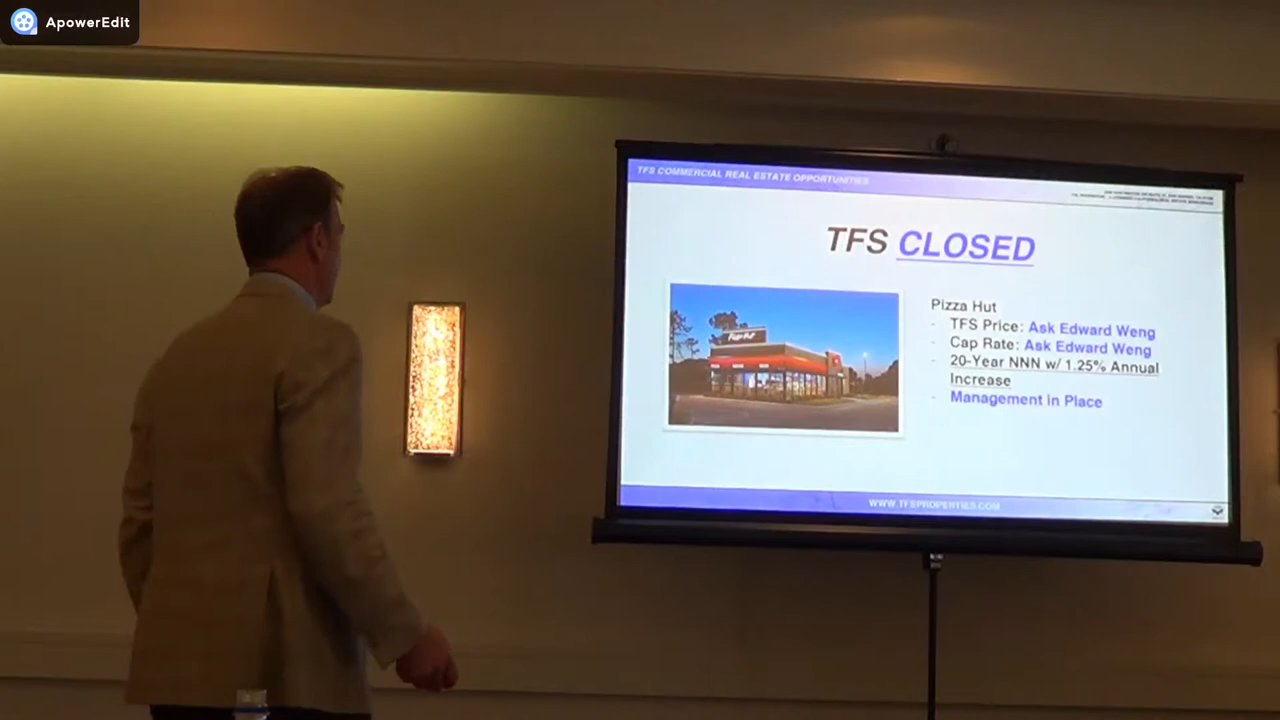 ApowerEdit
TFS COMMERCIAL REAL ESTATE OPPORTUNITIES
TFS CLOSED
Pizza Hut
- TFS Price: Ask Edward Weng
- Cap Rate: Ask Edward Weng
- 20-Year NNN w/ 1.25% Annual
Increase
- Management in Place
WWW.TFSPROPERTIES.COM